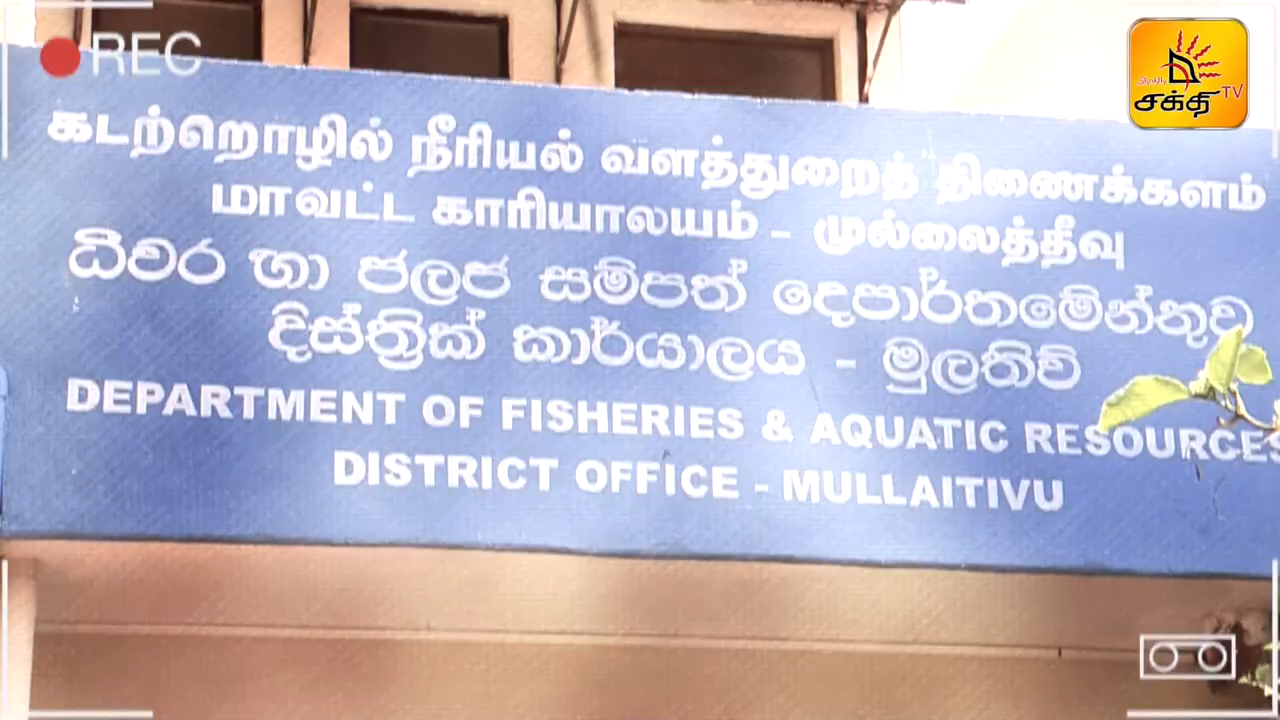 REC
Shakthi
சக்தி TV
கடற்றொழில் நீரியல் வளத்துறைத் திணைக்களம்
மாவட்ட காரியாலயம் - முல்லைத்தீவு
ධීවර හා ජලජ සම්පත් දෙපාර්තමේන්තුව
දිස්ත්‍රික් කාර්යාලය - මුලතිව්
DEPARTMENT OF FISHERIES & AQUATIC RESOURCES
DISTRICT OFFICE - MULLAITIVU